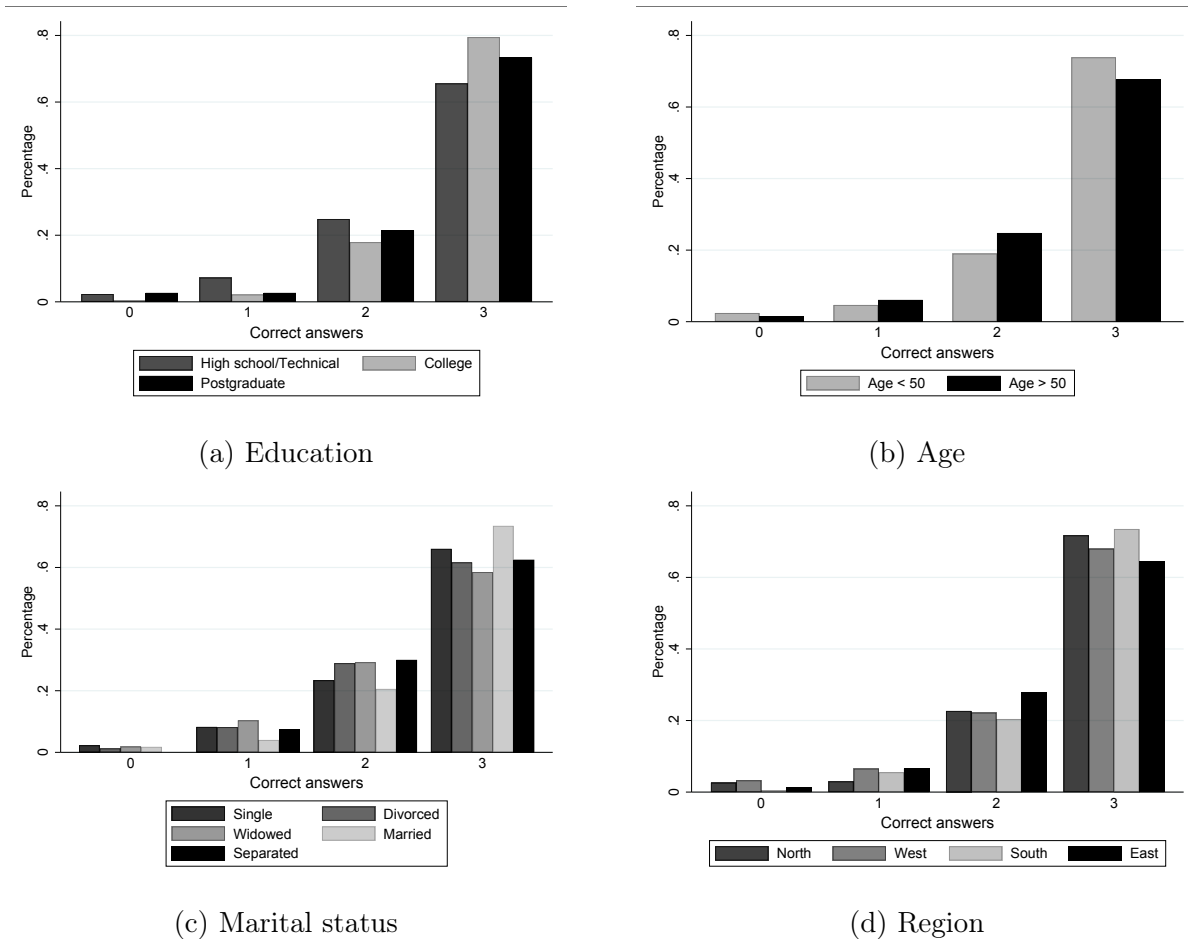 Percentage
0 .2 .4 .6 .8
0 1 2 3
Correct answers
High school/Technical College
Postgraduate
(a) Education
Percentage
0 .2 .4 .6 .8
0 1 2 3
Correct answers
Age < 50 Age > 50
(b) Age
Percentage
0 .2 .4 .6 .8
0 1 2 3
Correct answers
Single Divorced
Widowed Married
Separated
(c) Marital status
Percentage
0 .2 .4 .6 .8
0 1 2 3
Correct answers
North West South East
(d) Region